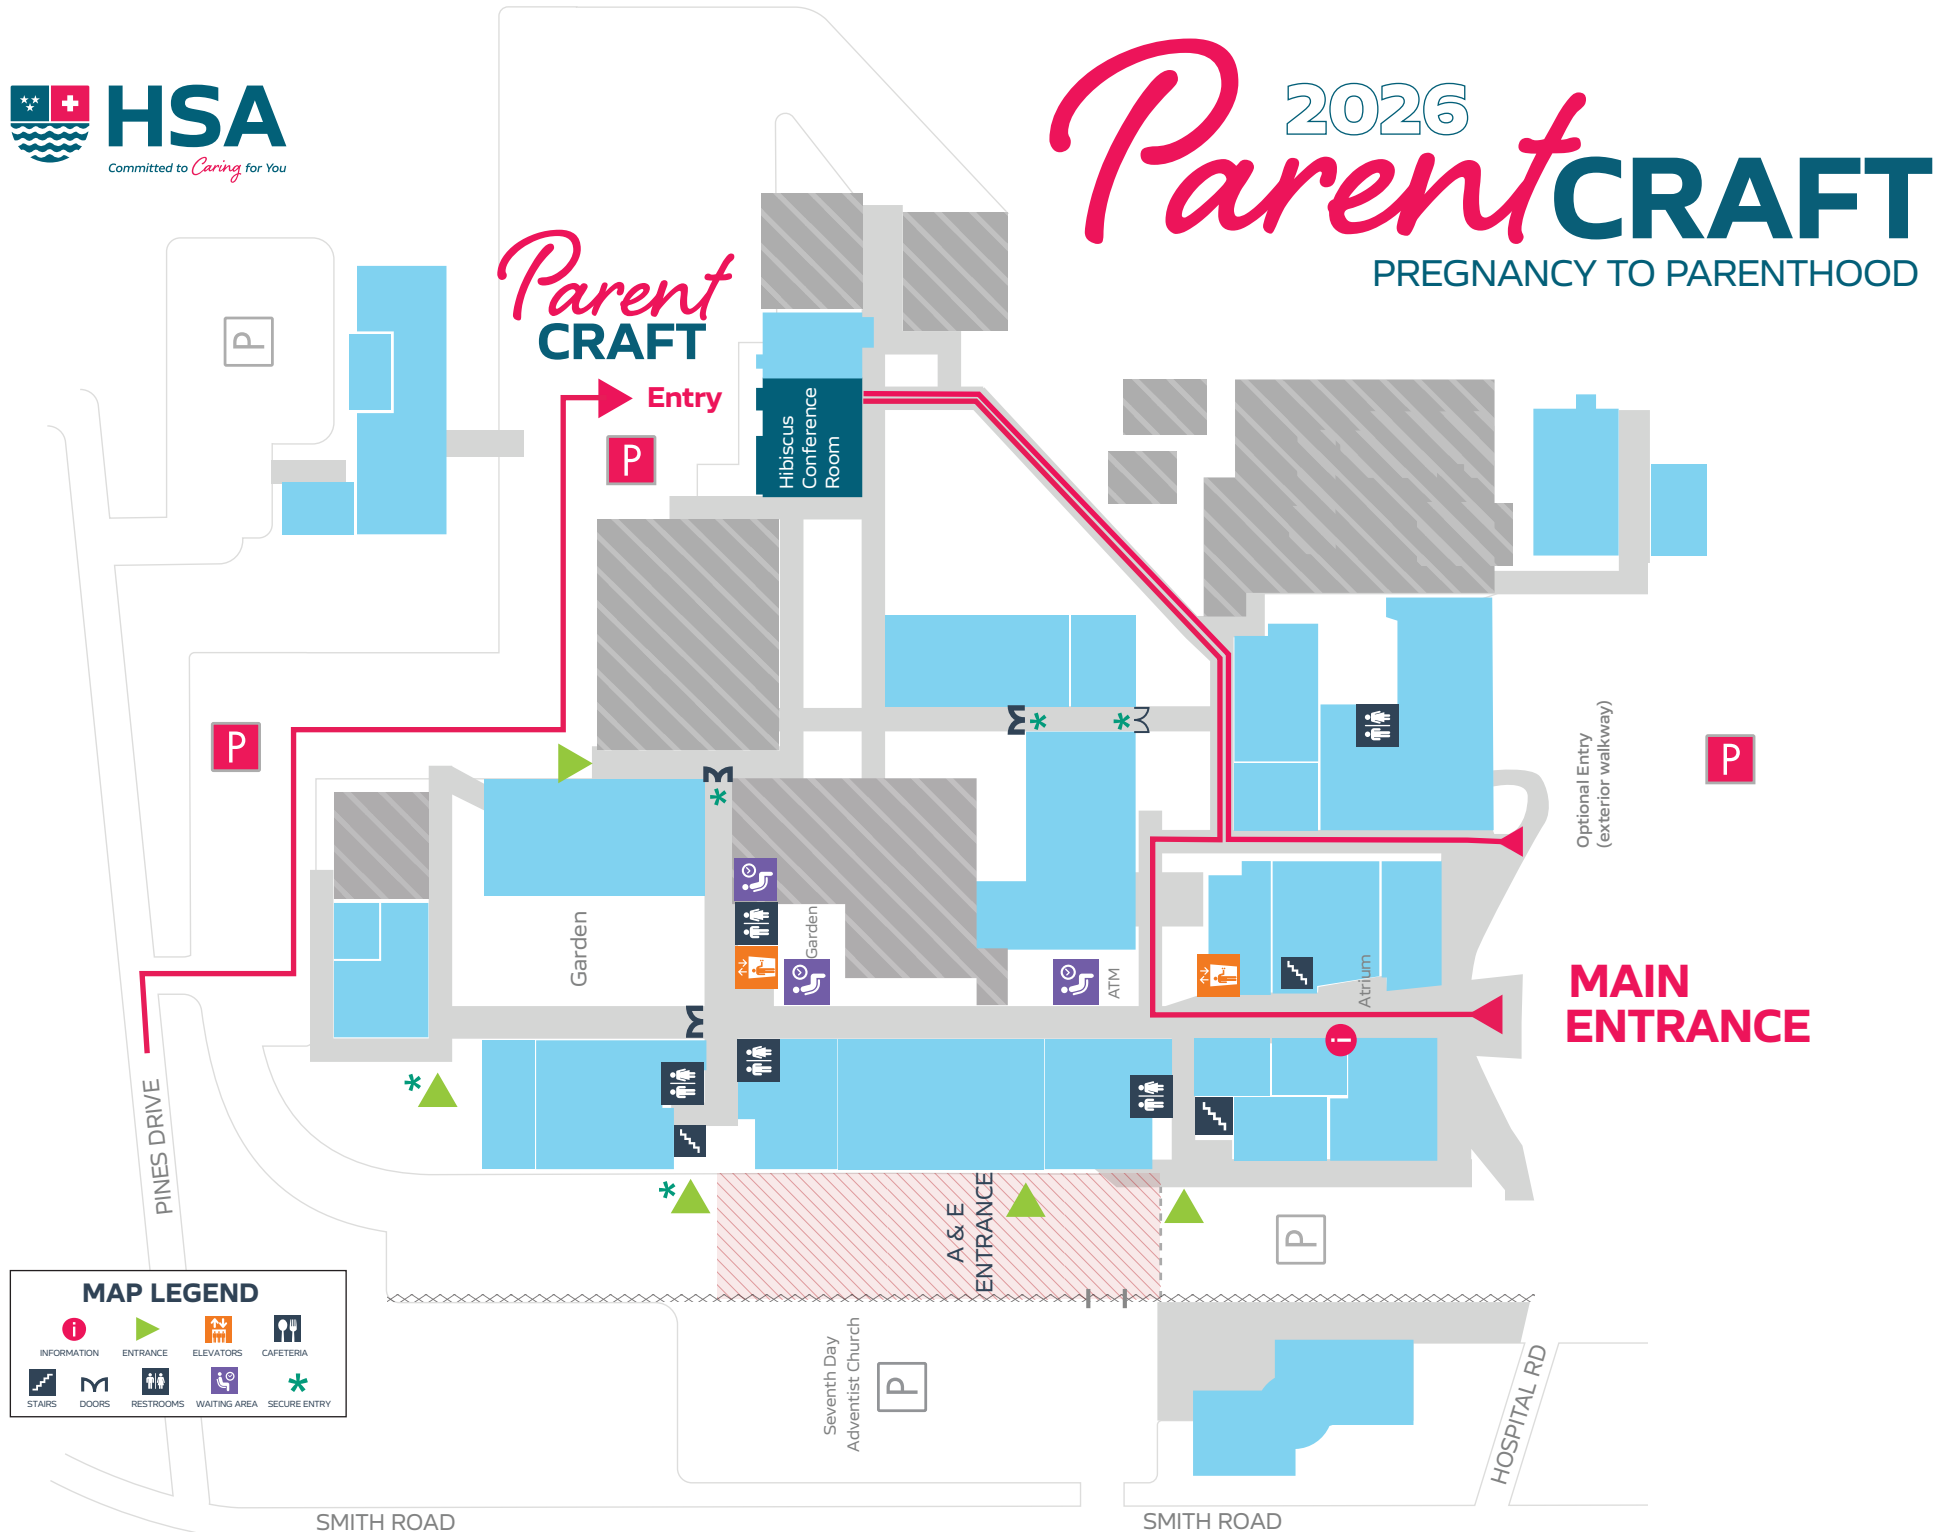 HSA
Committed to Caring for You
2026
ParentCRAFT
PREGNANCY TO PARENTHOOD
Parent
CRAFT
Entry
P
P
Hibiscus
Conference
Room
P
P
Optional Entry
(exterior walkway)
Garden
Garden
ATM
Atrium
i
MAIN
ENTRANCE
PINES DRIVE
A & E
ENTRANCE
P
MAP LEGEND
i
INFORMATION
ENTRANCE
ELEVATORS
CAFETERIA
STAIRS
DOORS
RESTROOMS
WAITING AREA
SECURE ENTRY
Seventh Day
Adventist Church
P
HOSPITAL RD
SMITH ROAD
SMITH ROAD